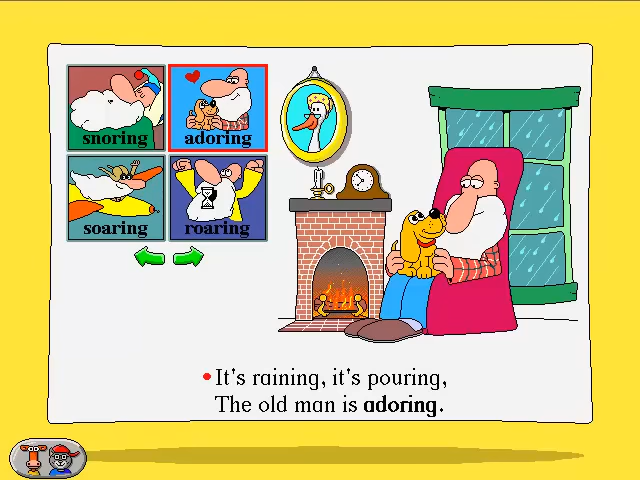 snoring
adoring
soaring
roaring
It's raining, it's pouring,
The old man is adoring.